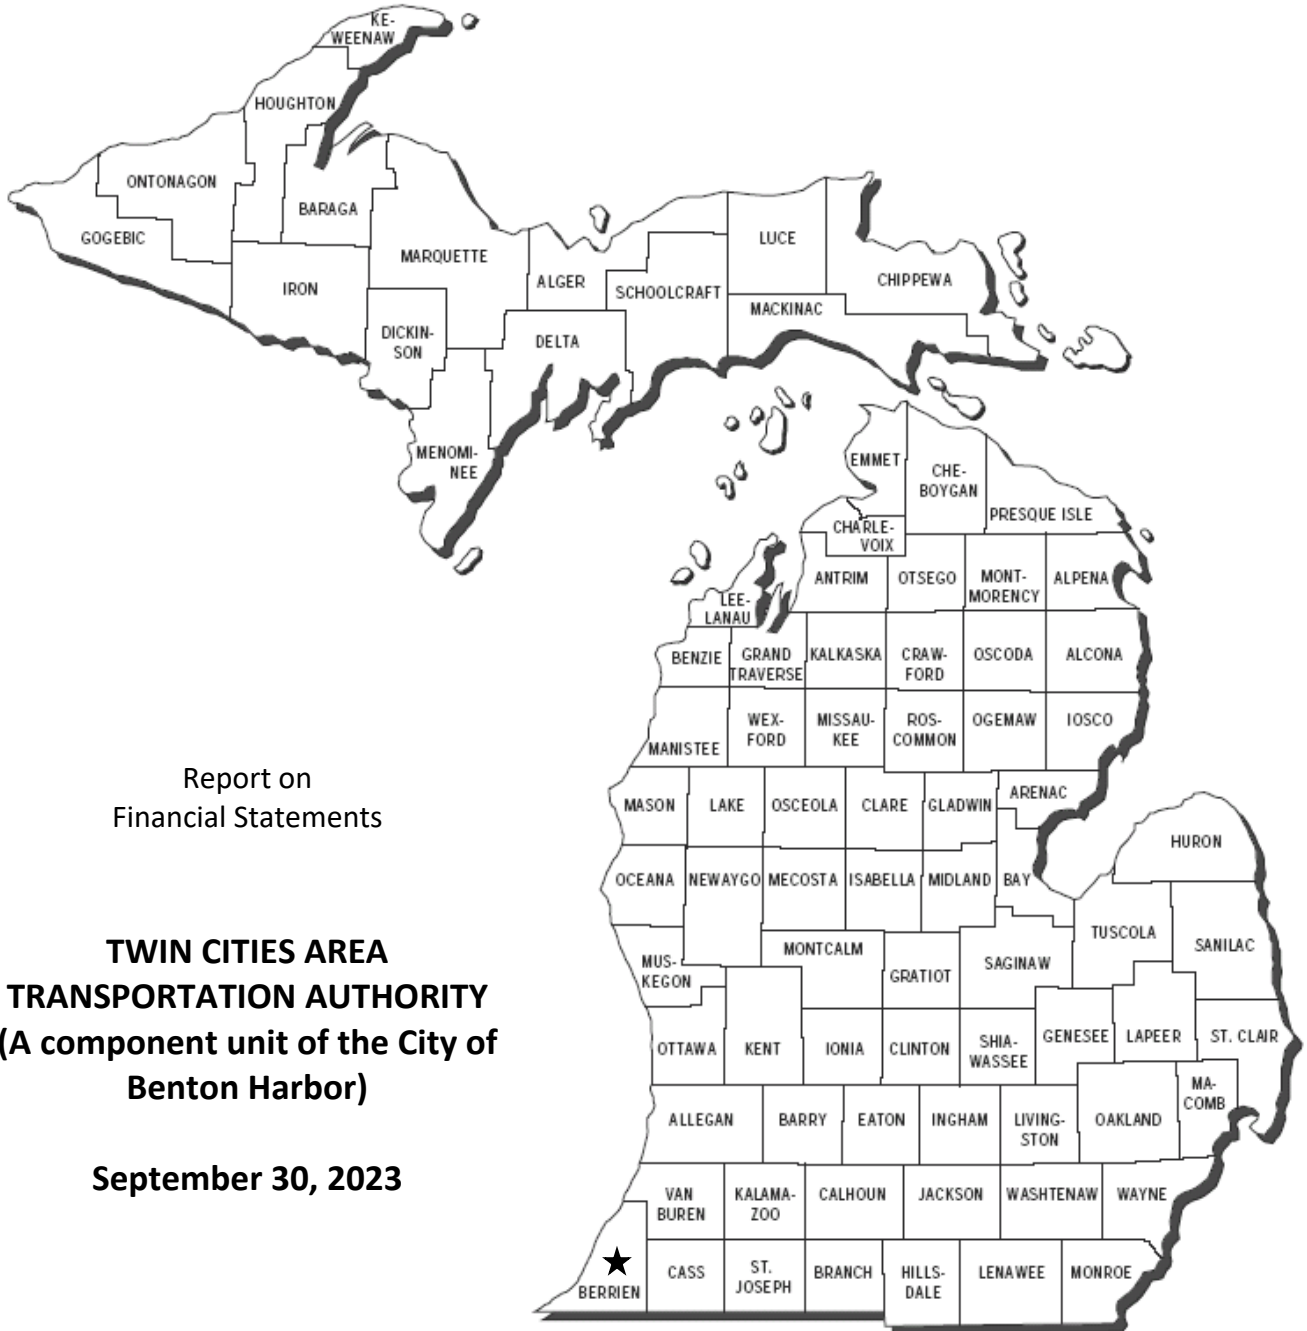 KE-
WEENAW
HOUGHTON
ONTONAGON
BARAGA
GOGEBIC
MARQUETTE
LUCE
ALGER
CHIPPEWA
IRON
SCHOOLCRAFT
MACKINAC
DICKIN-
SON
DELTA
MENOMI-
NEE
EMMET
CHE-
BOYGAN
PRESQUE ISLE
CHARLE-
VOIX
ANTRIM
OTSEGO
MONT-
MORENCY
ALPENA
LEE-
LANAU
BENZIE
GRAND
TRAVERSE
KALKASKA
CRAW-
FORD
OSCODA
ALCONA
MANISTEE
WEX-
FORD
MISSAU-
KEE
ROS-
COMMON
OGEMAW
IOSCO
Report on
Financial Statements
MASON
LAKE
OSCEOLA
CLARE
GLADWIN
ARENAC
HURON
OCEANA
NEWAYGO
MECOSTA
ISABELLA
MIDLAND
BAY
TUSCOLA
SANILAC
TWIN CITIES AREA
TRANSPORTATION AUTHORITY
(A component unit of the City of
Benton Harbor)
MUS-
KEGON
MONTCALM
GRATIOT
SAGINAW
OTTAWA
KENT
IONIA
CLINTON
SHIA-
WASSEE
GENESEE
LAPEER
ST. CLAIR
MA-
COMB
ALLEGAN
BARRY
EATON
INGHAM
LIVING-
STON
OAKLAND
September 30, 2023
VAN
BUREN
KALAMA-
ZOO
CALHOUN
JACKSON
WASHTENAW
WAYNE
BERRIEN
CASS
ST.
JOSEPH
BRANCH
HILLS-
DALE
LENAWEE
MONROE